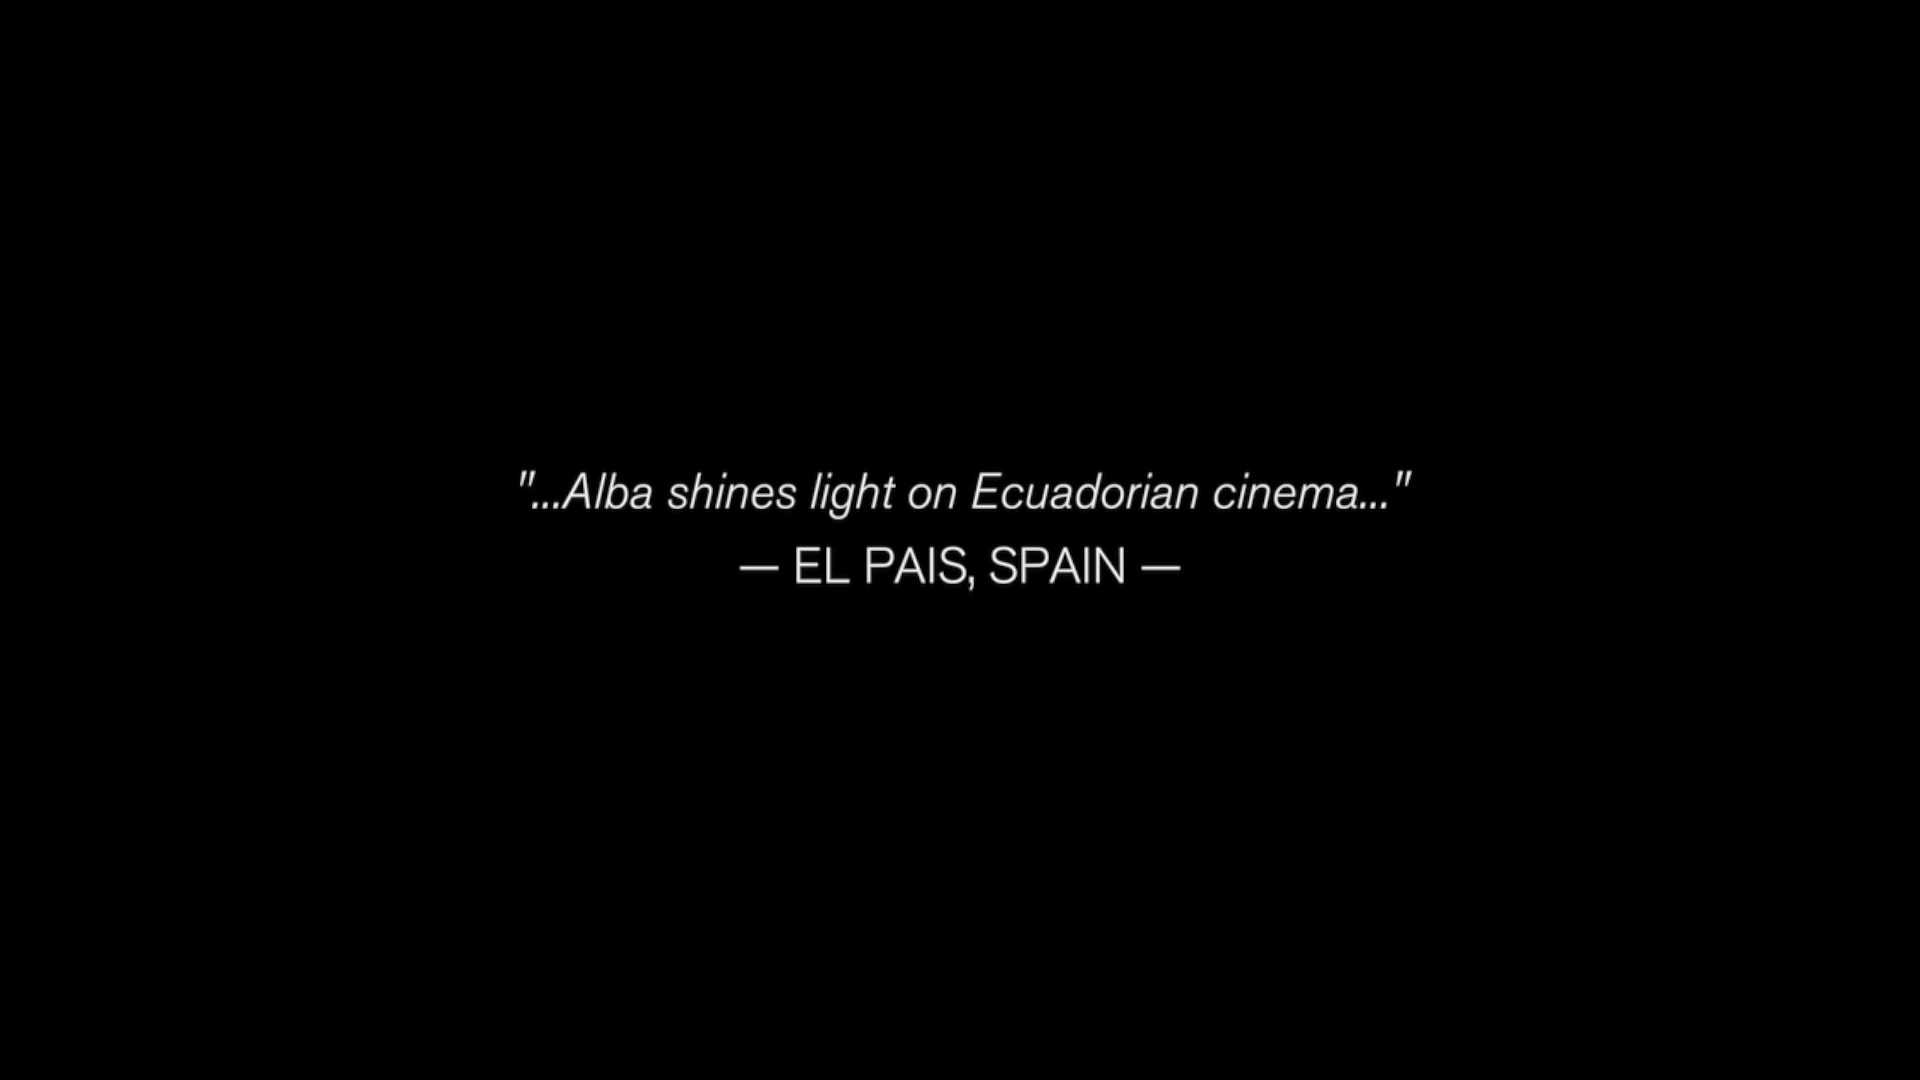 "...Alba shines light on Ecuadorian cinema..."
— EL PAIS, SPAIN —